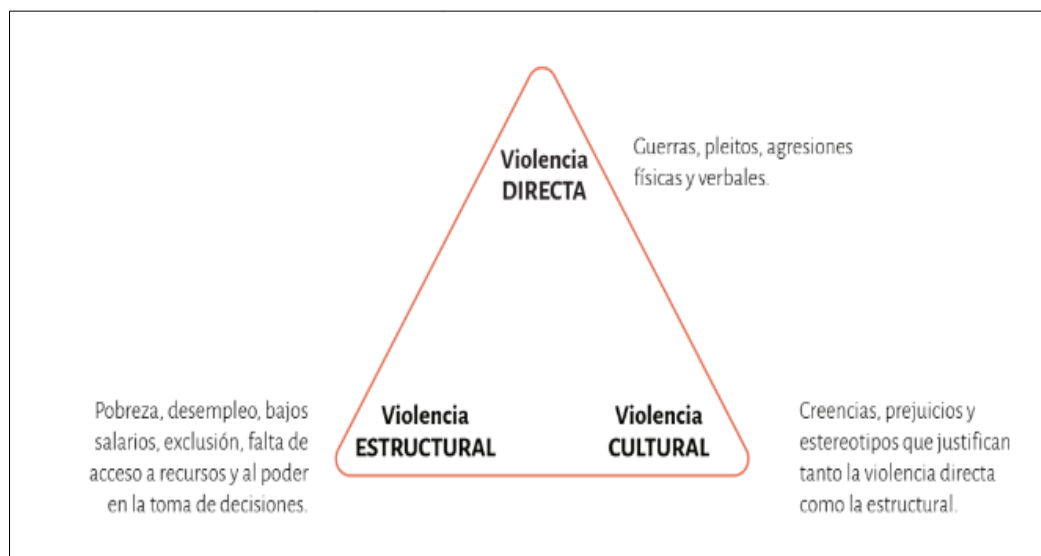 Violencia
DIRECTA
Guerras, pleitos, agresiones
físicas y verbales.
Pobreza, desempleo, bajos
salarios, exclusión, falta de
acceso a recursos y al poder
en la toma de decisiones.
Violencia
ESTRUCTURAL
Violencia
CULTURAL
Creencias, prejuicios y
estereotipos que justifican
tanto la violencia directa
como la estructural.